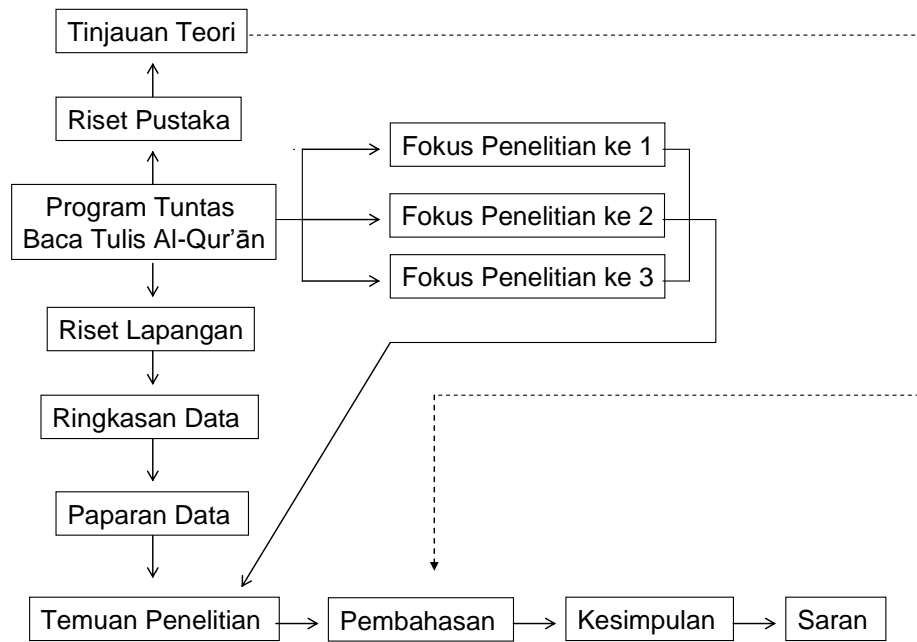 Tinjauan Teori
Riset Pustaka
Fokus Penelitian ke 1
Program Tuntas
Baca Tulis Al-Qur’ān
Fokus Penelitian ke 2
Fokus Penelitian ke 3
Riset Lapangan
Ringkasan Data
Paparan Data
Temuan Penelitian
Pembahasan
Kesimpulan
Saran